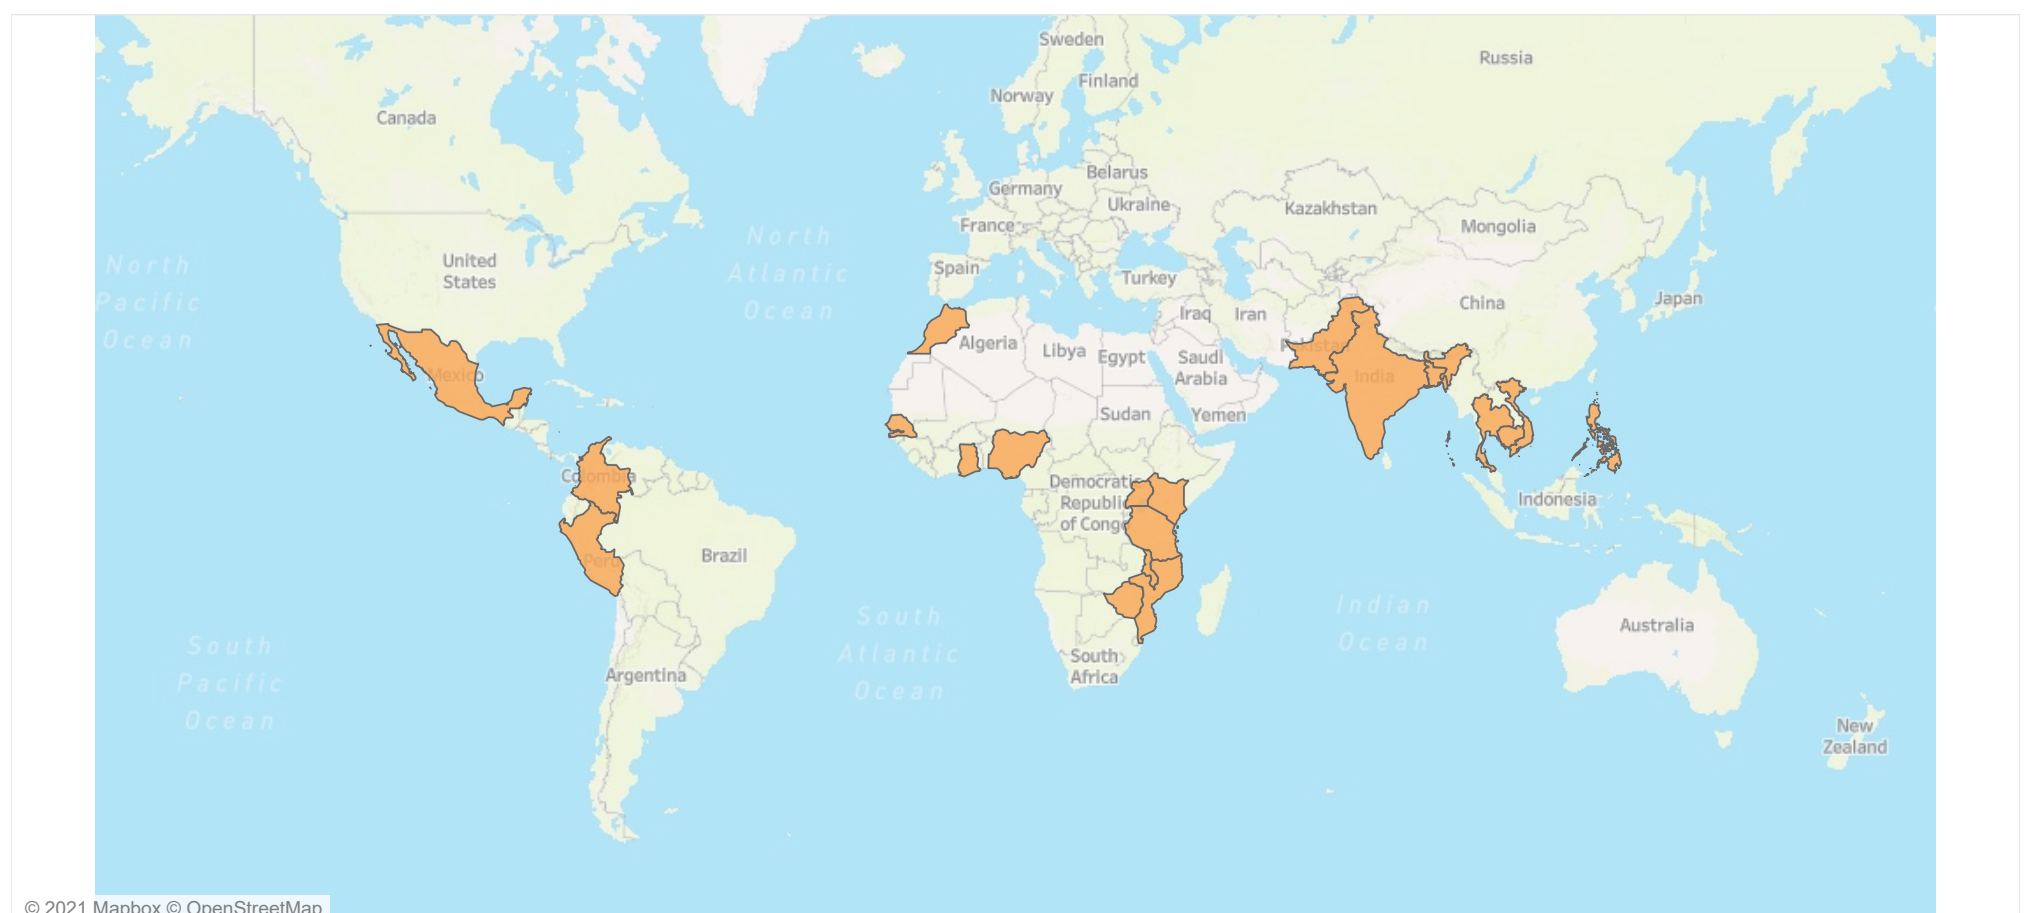 Sweden
Russia
Finland
Norway
Canada
Belarus
Germany
Ukraine
Kazakhstan
Mongolia
France
North
Atlantic
Ocean
North
Pacific
Ocean
United
States
Spain
Turkey
China
Japan
Iraq
Iran
Algeria
Libya
Egypt
Pakistan
Saudi
Arabia
Mexico
India
Sudan
Yemen
Colombia
Democratic
Republic
of Congo
Indonesia
Brazil
Peru
South
Atlantic
Ocean
Indian
Ocean
Australia
South
Pacific
Ocean
South
Africa
Argentina
New
Zealand
© 2021 Mapbox © OpenStreetMap